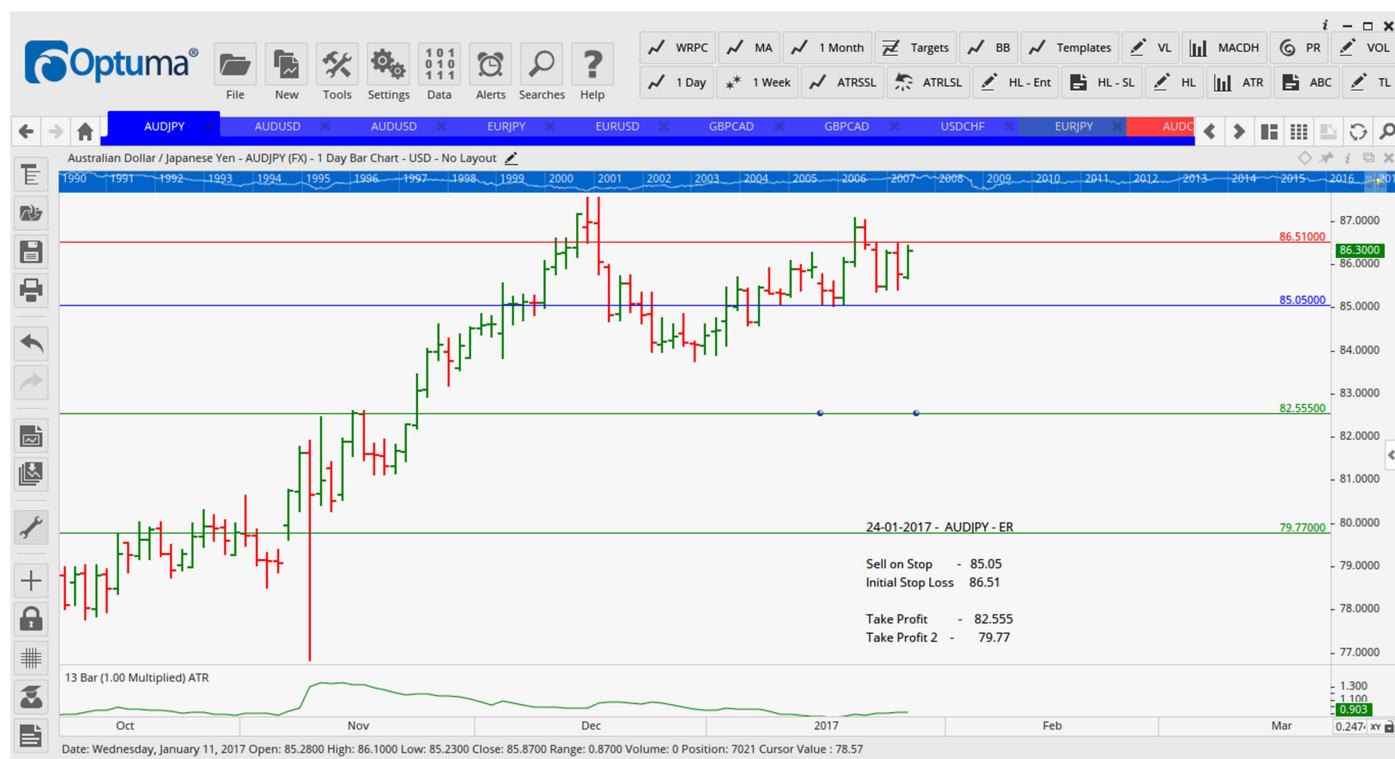 i
Optuma®
File
New
Tools
Settings
101
010
111
Data
Alerts
Searches
?
Help
WRPC MA 1 Month Targets BB Templates VL MACDH PR VOL
1 Day 1 Week ATRSSL ATRLSL HL - Ent HL - SL HL ATR ABC TL
AUDJPY AUDUSD AUDUSD EURJPY EURUSD GBPCAD GBPCAD USDCHF EURJPY AUDC
Australian Dollar / Japanese Yen - AUDJPY (FX) - 1 Day Bar Chart - USD - No Layout
1990 1991 1992 1993 1994 1995 1996 1997 1998 1999 2000 2001 2002 2003 2004 2005 2006 2007 2008 2009 2010 2011 2012 2013 2014 2015 2016 201
87.0000
86.51000
86.3000
86.0000
85.05000
85.0000
84.0000
83.0000
82.55500
82.0000
81.0000
80.0000
79.77000
79.0000
78.0000
77.0000
24-01-2017 - AUDJPY - ER
Sell on Stop - 85.05
Initial Stop Loss 86.51
Take Profit - 82.555
Take Profit 2 - 79.77
13 Bar (1.00 Multiplied) ATR
1.300
1.100
0.903
Oct Nov Dec 2017 Feb Mar
0.247 XY
Date: Wednesday, January 11, 2017 Open: 85.2800 High: 86.1000 Low: 85.2300 Close: 85.8700 Range: 0.8700 Volume: 0 Position: 7021 Cursor Value : 78.57